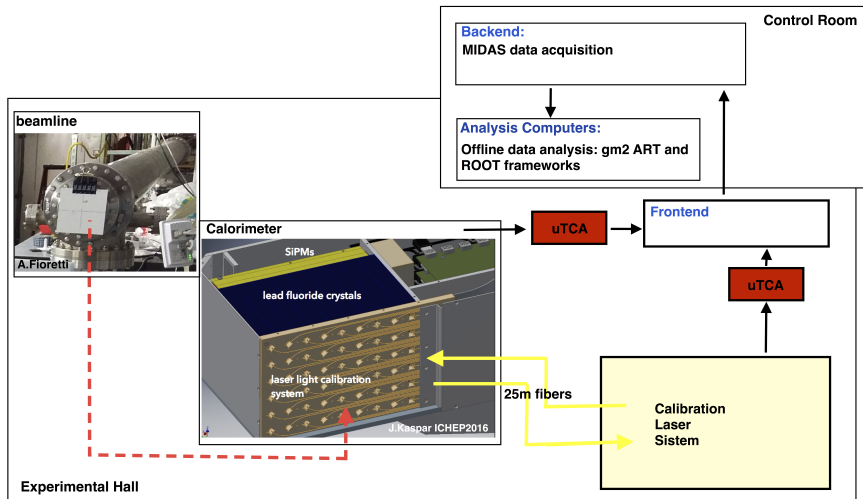 Control Room
Backend:
MIDAS data acquisition
Analysis Computers:
Offline data analysis: gm2 ART and
ROOT frameworks
beamline
A.Fioretti
Calorimeter
SiPMs
lead fluoride crystals
laser light calibration
system
J.Kaspar ICHEP2016
uTCA
Frontend
uTCA
25m fibers
Calibration
Laser
Sistem
Experimental Hall